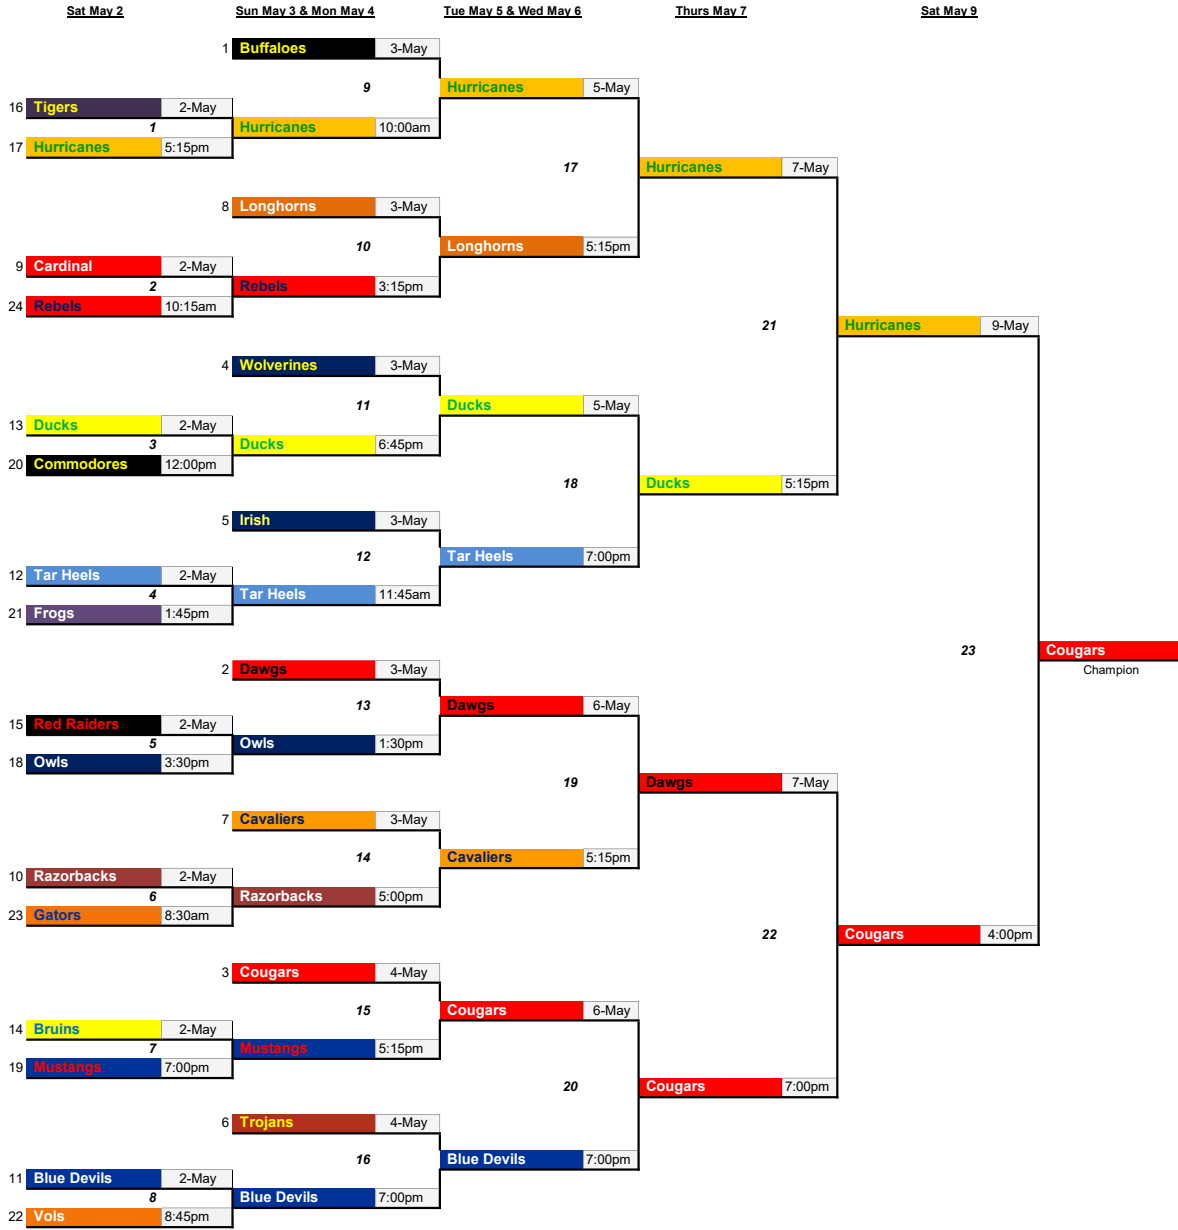 Sat May 2 Sun May 3 & Mon May 4 Tue May 5 & Wed May 6 Thurs May 7 Sat May 9
1 Buffaloes 3-May
9 Hurricanes 5-May
16 Tigers 2-May
1 Hurricanes 10:00am
17 Hurricanes 5:15pm
17 Hurricanes 7-May
8 Longhorns 3-May
10 Longhorns 5:15pm
9 Cardinal 2-May
2 Rebels 3:15pm
24 Rebels 10:15am
21 Hurricanes 9-May
4 Wolverines 3-May
11 Ducks 5-May
13 Ducks 2-May
3 Ducks 6:45pm
20 Commodores 12:00pm
18 Ducks 5:15pm
5 Irish 3-May
12 Tar Heels 7:00pm
12 Tar Heels 2-May
4 Tar Heels 11:45am
21 Frogs 1:45pm
23 Cougars
Champion
2 Dawgs 3-May
13 Dawgs 6-May
15 Red Raiders 2-May
5 Owls 1:30pm
18 Owls 3:30pm
19 Dawgs 7-May
7 Cavaliers 3-May
14 Cavaliers 5:15pm
10 Razorbacks 2-May
6 Razorbacks 5:00pm
23 Gators 8:30am
22 Cougars 4:00pm
3 Cougars 4-May
15 Cougars 6-May
14 Bruins 2-May
7 Mustangs 5:15pm
19 Mustangs 7:00pm
20 Cougars 7:00pm
6 Trojans 4-May
16 Blue Devils 7:00pm
11 Blue Devils 2-May
8 Blue Devils 7:00pm
22 Vols 8:45pm